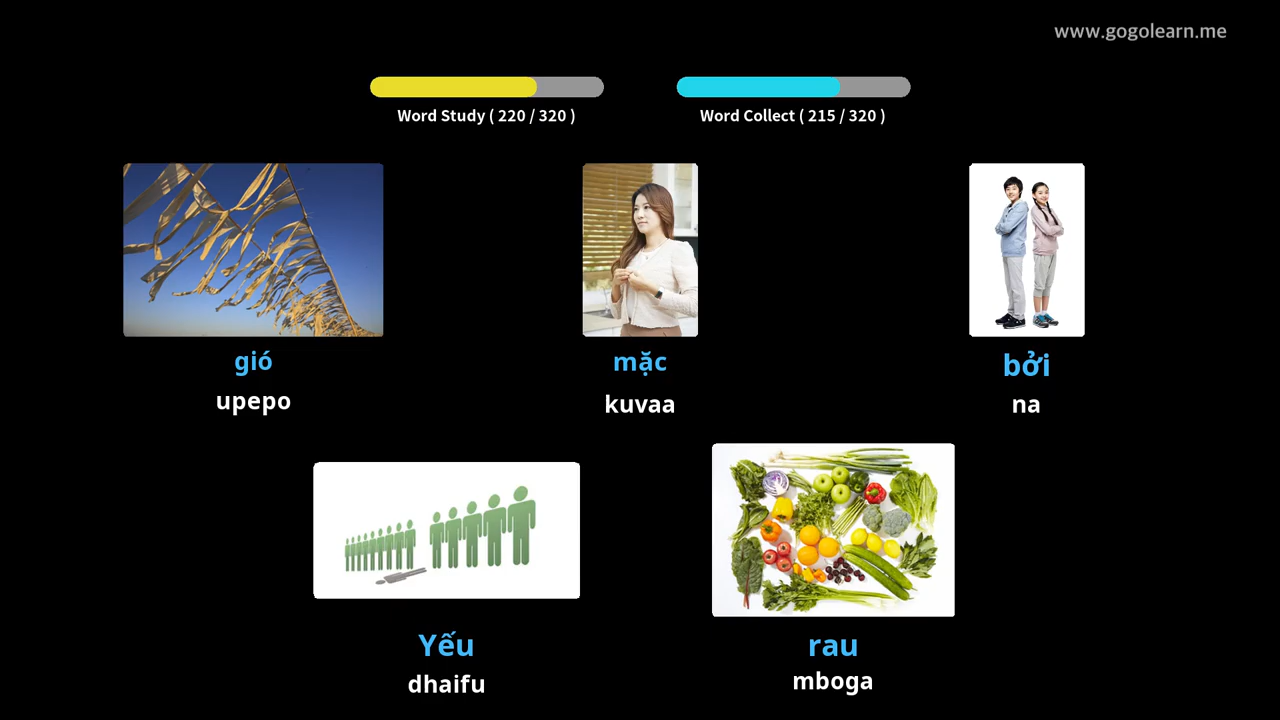 www.gogolearn.me
Word Study ( 220 / 320 )
Word Collect ( 215 / 320 )
gió
mặc
bởi
upepo
kuvaa
na
Yếu
rau
dhaifu
mboga